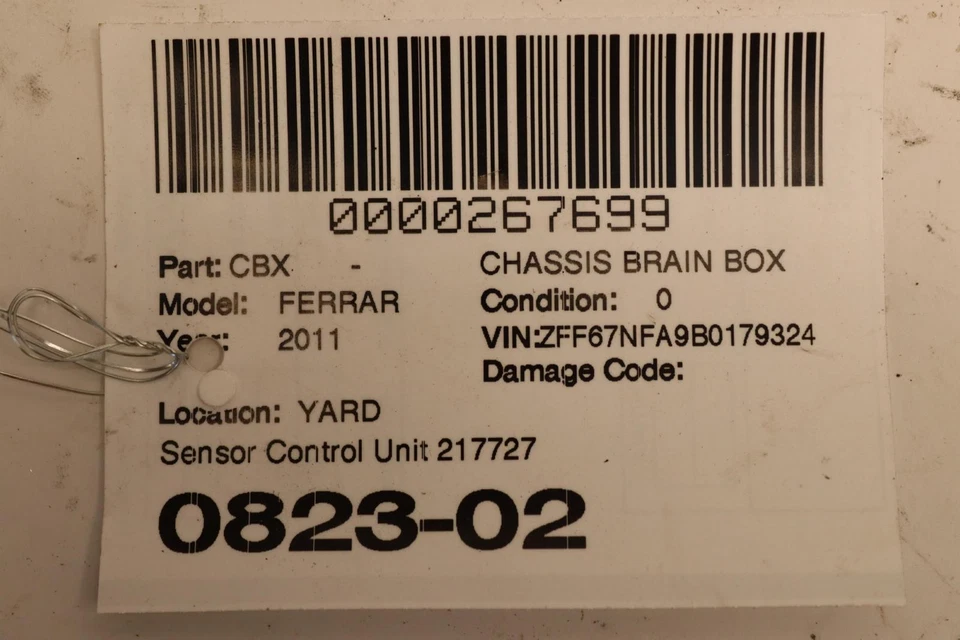 0000267699
Part: CBX - CHASSIS BRAIN BOX
Model: FERRAR Condition: 0
Year: 2011 VIN:ZFF67NFA9B0179324
Damage Code:
Location: YARD
Sensor Control Unit 217727
0823-02